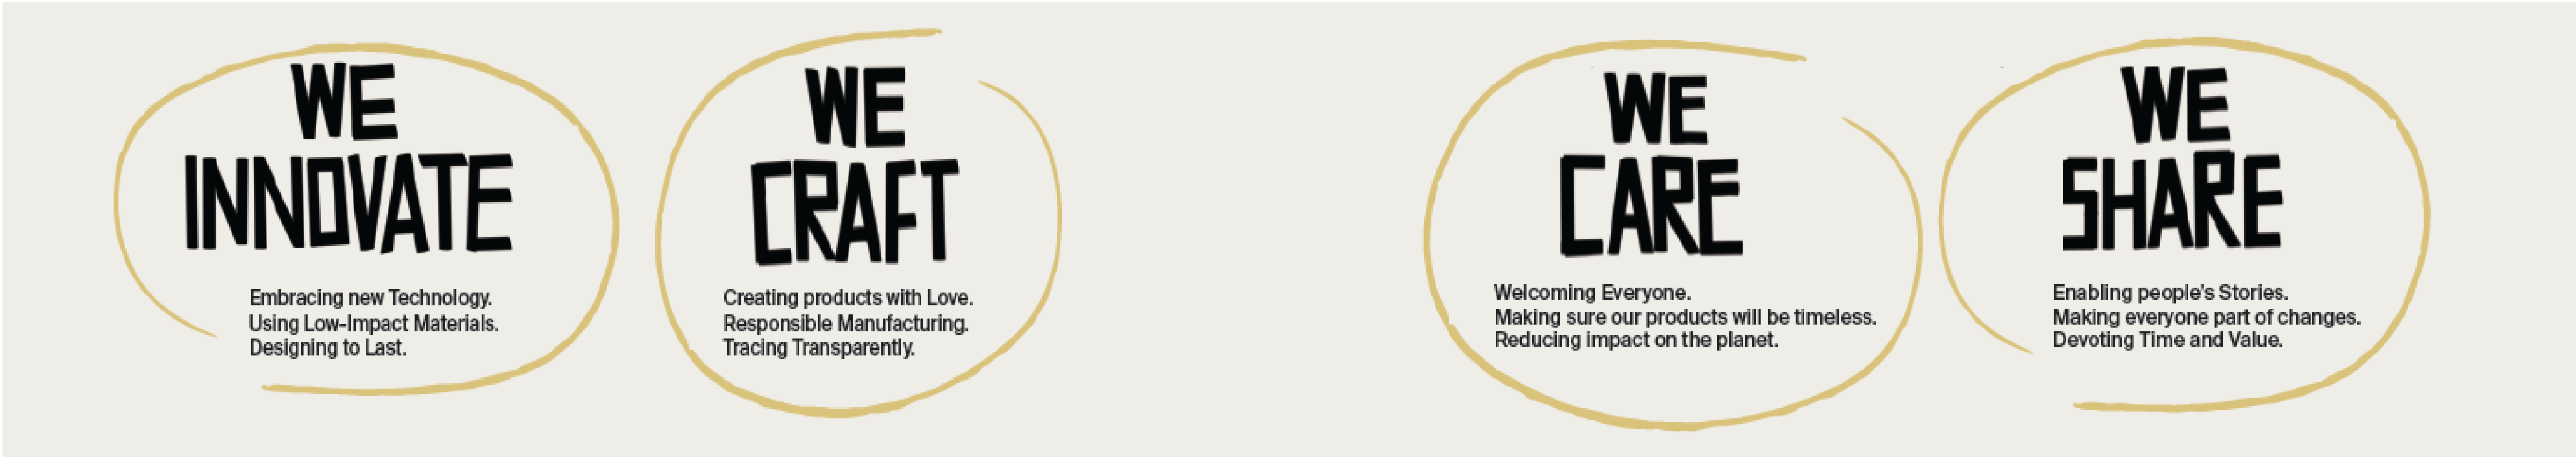 WE
INNOVATE
Embracing new Technology.
Using Low-Impact Materials.
Designing to Last.
WE
CRAFT
Creating products with Love.
Responsible Manufacturing.
Tracing Transparently.
WE
CARE
Welcoming Everyone.
Making sure our products will be timeless.
Reducing impact on the planet.
WE
SHARE
Enabling people's Stories.
Making everyone part of changes.
Devoting Time and Value.